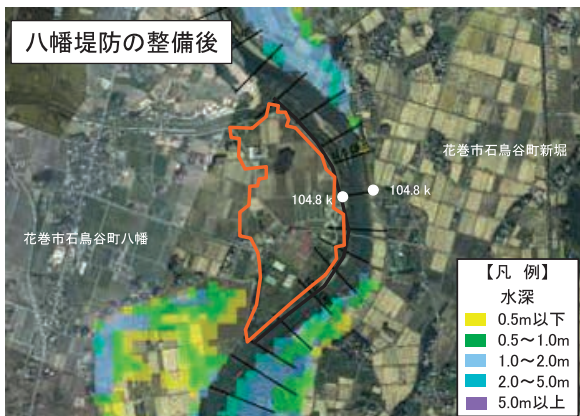 八幡堤防の整備後
花巻市石鳥谷町新堀
104.8 k
104.8 k
花巻市石鳥谷町八幡
【凡 例】
水深
0.5m以下
0.5～1.0m
1.0～2.0m
2.0～5.0m
5.0m以上